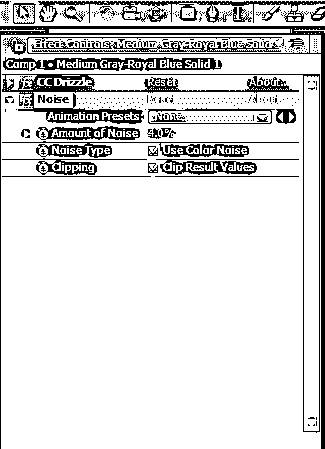 Effect Controls: Medium Gray-Royal Blue Solid
Comp 1 • Medium Gray-Royal Blue Solid 1
fx CC Drizzle Reset About...
fx Noise Reset About...
Animation Presets: None
Amount of Noise 4.0%
Noise Type Use Color Noise
Clipping Clip Result Values